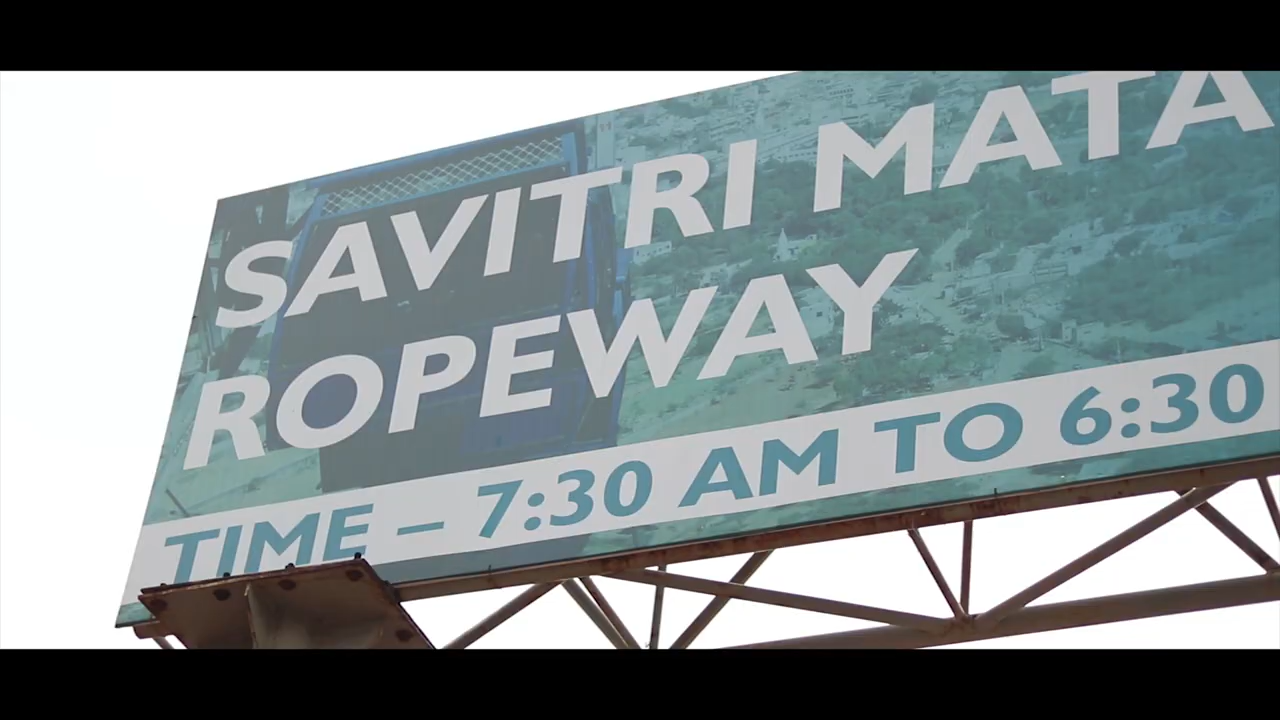 SAVITRI MATA
ROPEWAY
TIME – 7:30 AM TO 6:30